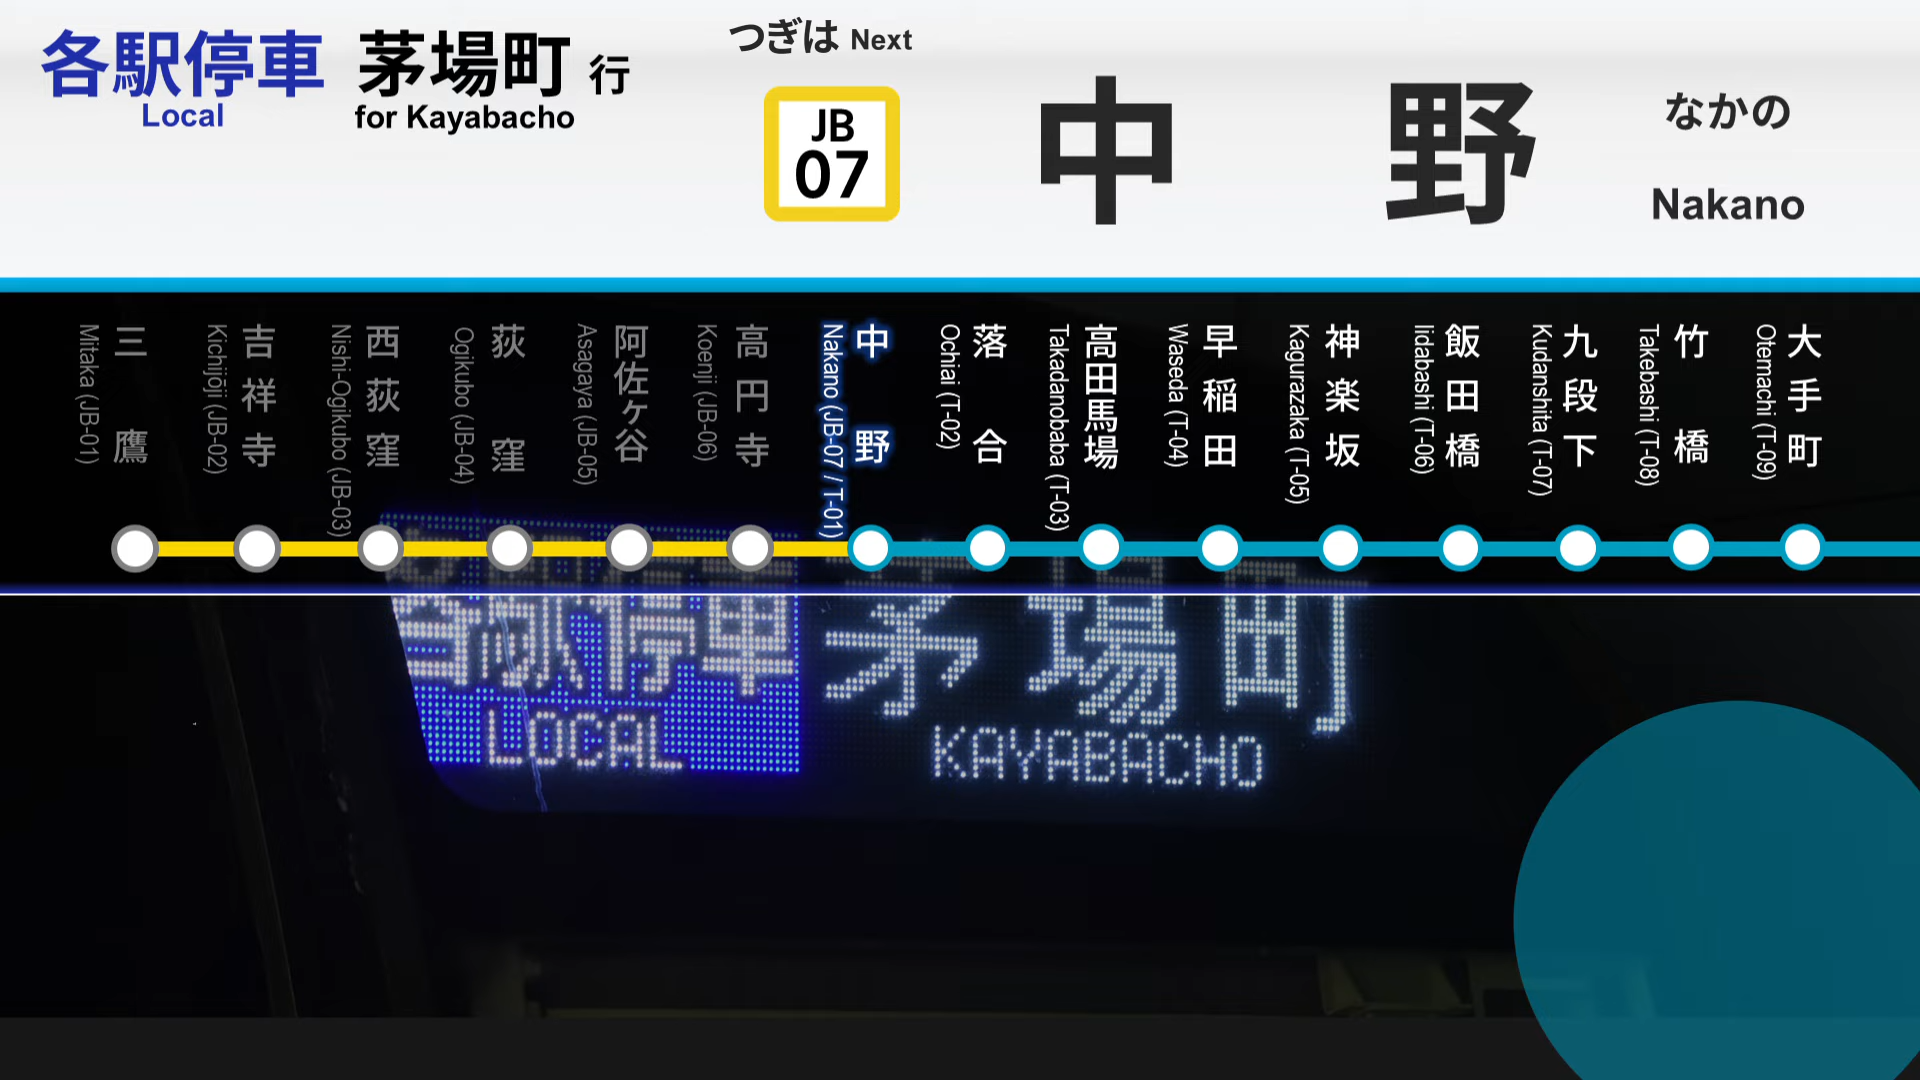 各駅停車 茅場町 行
Local for Kayabacho
つぎは Next
JB
07
中野
なかの
Nakano
三鷹
Mitaka (JB-01)
吉祥寺
Kichijōji (JB-02)
西荻窪
Nishi-Ogikubo (JB-03)
荻窪
Ogikubo (JB-04)
阿佐ヶ谷
Asagaya (JB-05)
高円寺
Koenji (JB-06)
中野
Nakano (JB-07 / T-01)
落合
Ochiai (T-02)
高田馬場
Takadanobaba (T-03)
早稲田
Waseda (T-04)
神楽坂
Kagurazaka (T-05)
飯田橋
Iidabashi (T-06)
九段下
Kudanshita (T-07)
竹橋
Takebashi (T-08)
大手町
Otemachi (T-09)
各駅停車 茅場町
LOCAL KAYABACHO